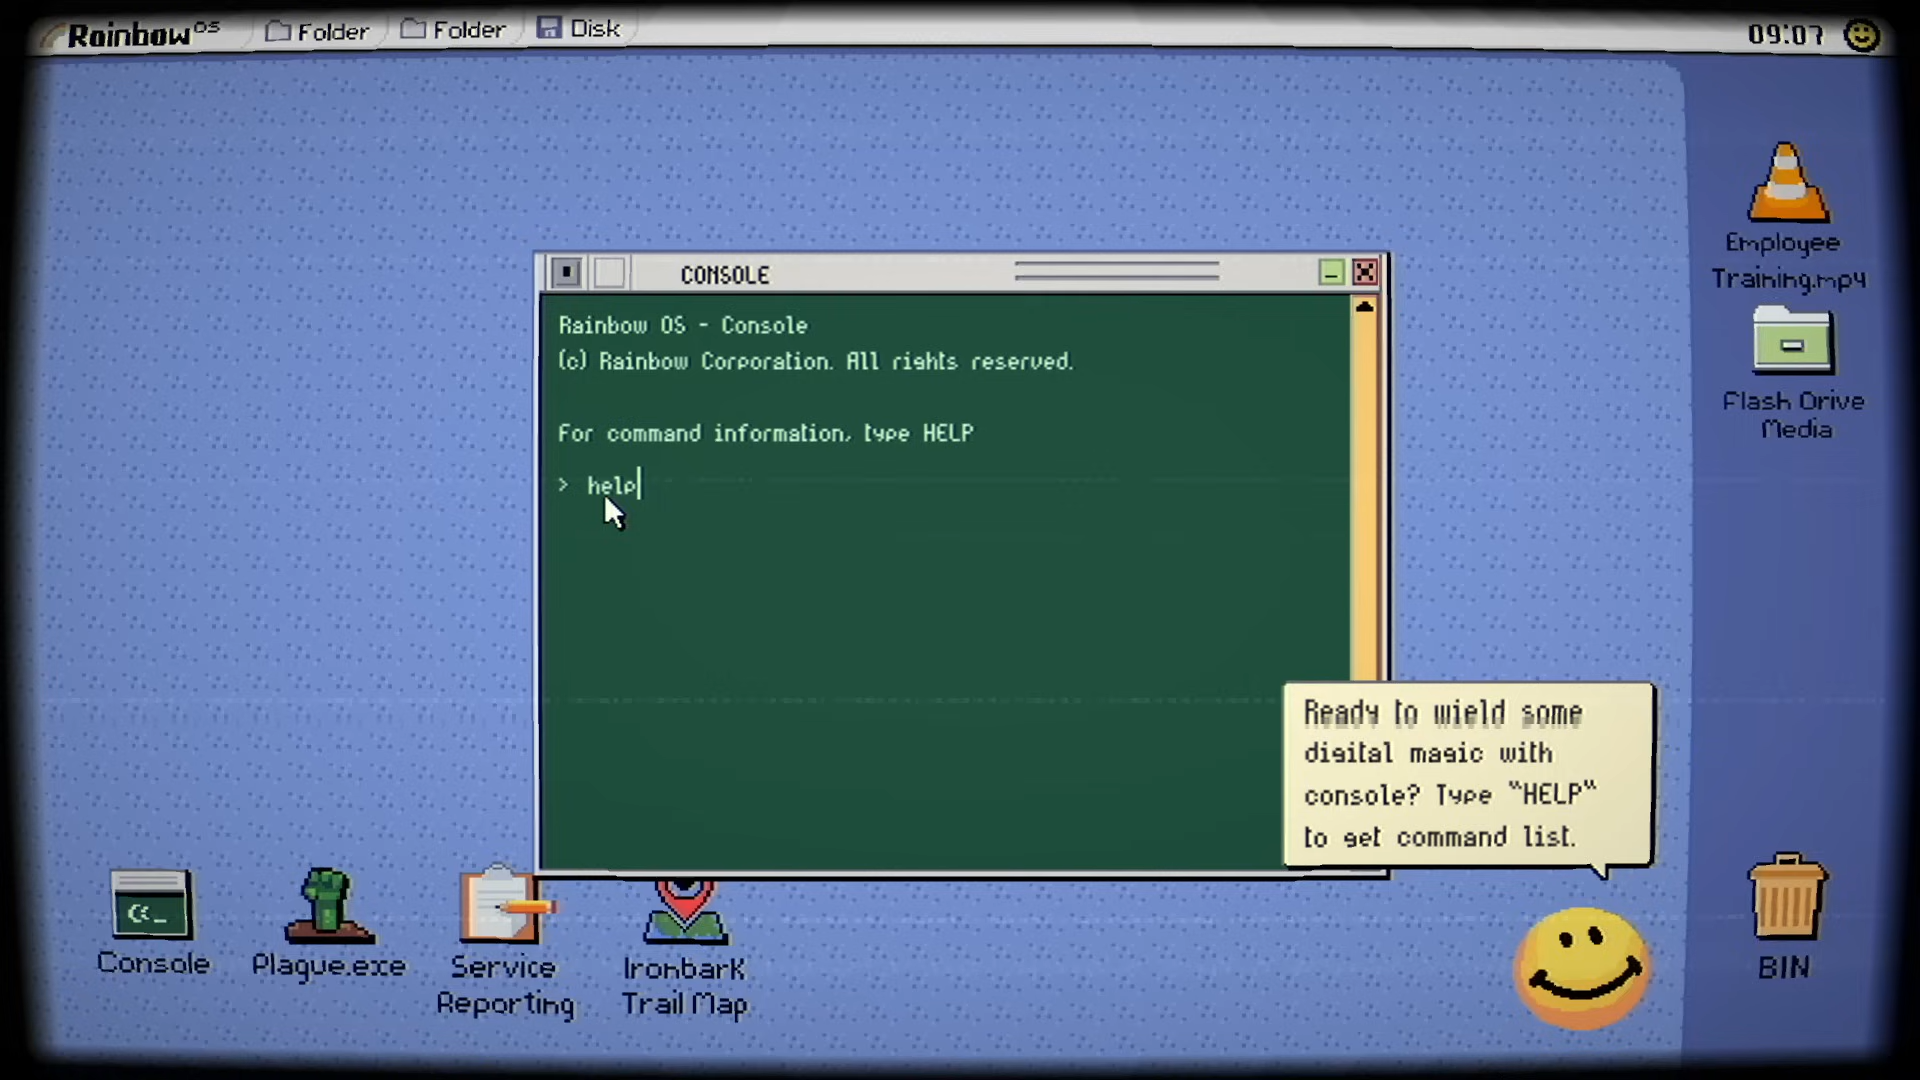 Rainbow OS
Folder
Folder
Disk
09:07
Employee
Training.mp4
Flash Drive
Media
CONSOLE
Rainbow OS - Console
(c) Rainbow Corporation. All rights reserved.
For command information, type HELP
> help
Ready to wield some
digital magic with
console? Type "HELP"
to get command list.
Console
Plague.exe
Service
Reporting
Ironbark
Trail Map
BIN